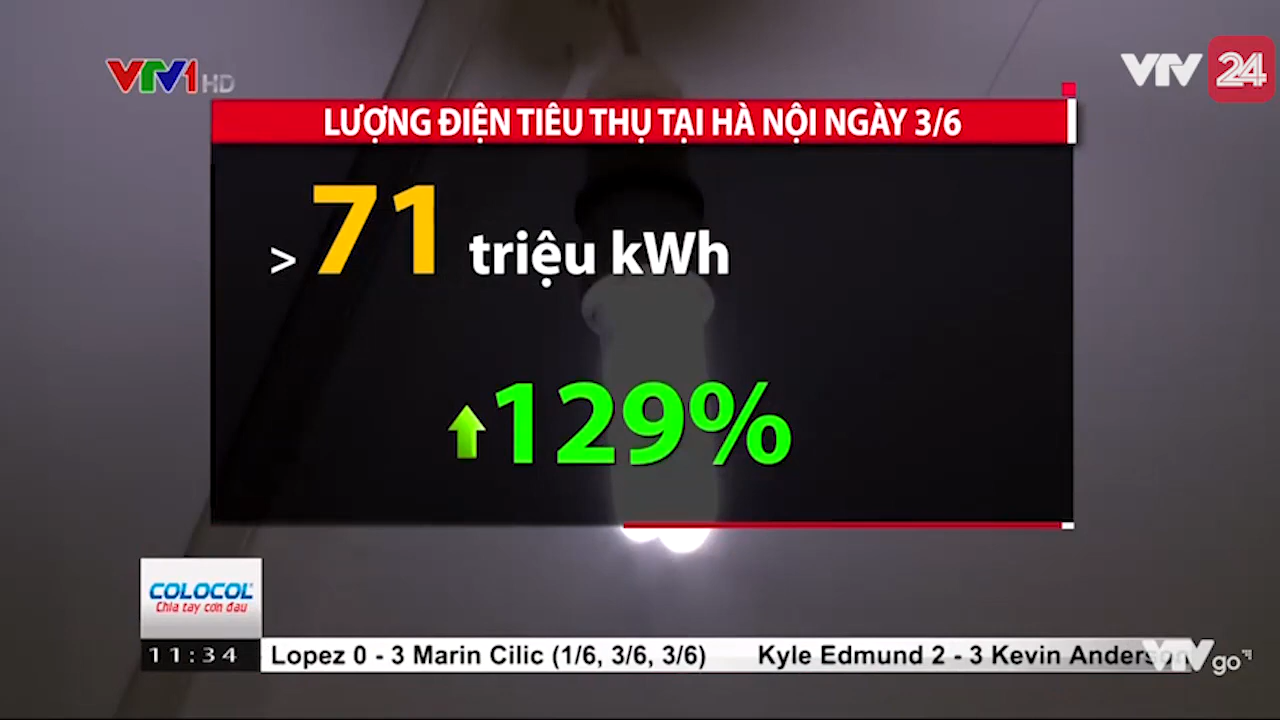 VTV1 HD
VTV 24
LƯỢNG ĐIỆN TIÊU THỤ TẠI HÀ NỘI NGÀY 3/6
> 71 triệu kWh
129%
COLOCOL
Chia tay cơn đau
11:34
Lopez 0 - 3 Marin Cilic (1/6, 3/6, 3/6) Kyle Edmund 2 - 3 Kevin Anderson
VTV go